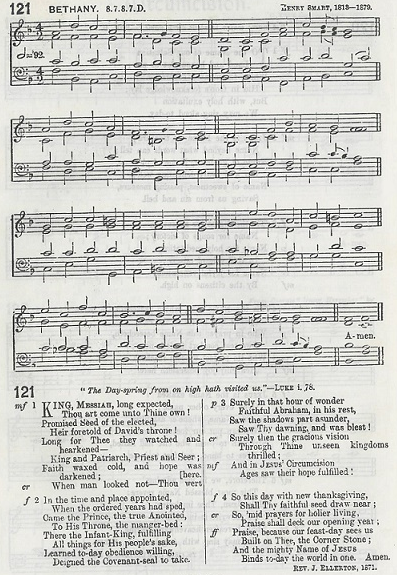 121 BETHANY. 8.7.8.7.D. HENRY SMART, 1813—1879.
𝅗𝅥=92.
A-men.
121
"The Day-spring from on high hath visited us."—LUKE i. 78.
mf 1 KING, MESSIAH, long expected,
Thou art come unto Thine own!
Promised Seed of the elected,
Heir foretold of David's throne!
Long for Thee they watched and
hearkened—
King and Patriarch, Priest and Seer;
Faith waxed cold, and hope was
darkened; [here.
cr When man looked not—Thou wert
f 2 In the time and place appointed,
When the ordered years had sped,
Came the Prince, the true Anointed,
To His Throne, the manger-bed:
There the Infant-King, fulfilling
All things for His people's sake,
Learned to-day obedience willing,
Deigned the Covenant-seal to take.
p 3 Surely in that hour of wonder
Faithful Abraham, in his rest,
Saw the shadows part asunder,
Saw Thy dawning, and was blest!
cr Surely then the gracious vision
Through Thine unseen kingdoms
thrilled;
mf And in JESUS' Circumcision
Ages saw their hope fulfilled!
f 4 So this day with new thanksgiving,
Shall Thy faithful seed draw near;
cr So, 'mid prayers for holier living,
Praise shall deck our opening year;
ff Praise, because our feast-day sees us
Built on Thee, the Corner Stone;
And the mighty Name of JESUS
Binds to-day the world in one. Amen.
REV. J. ELLERTON, 1871.